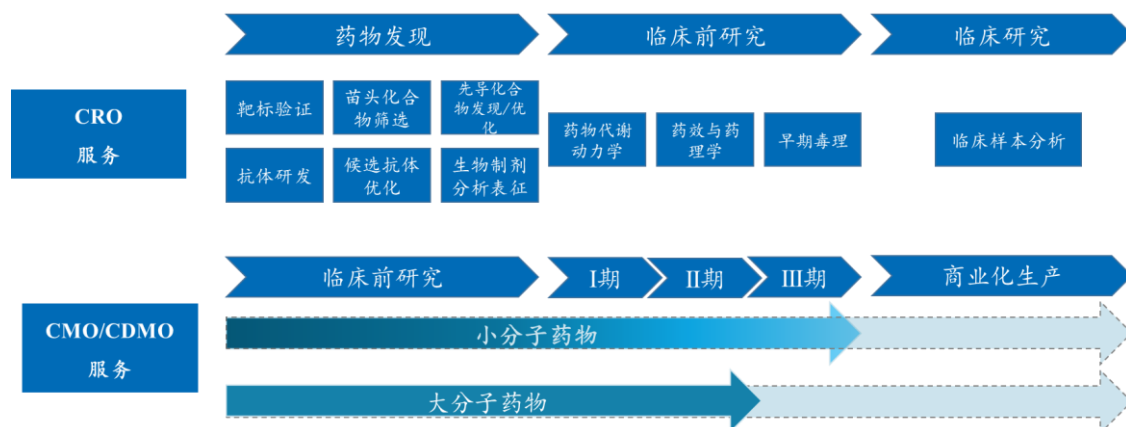 药物发现
临床前研究
临床研究
CRO
服务
靶标验证
苗头化合
物筛选
先导化合
物发现/优
化
抗体研发
候选抗体
优化
生物制剂
分析表征
药物代谢
动力学
药效与药
理学
早期毒理
临床样本分析
临床前研究
I期
II期
III期
商业化生产
CMO/CDMO
服务
小分子药物
大分子药物